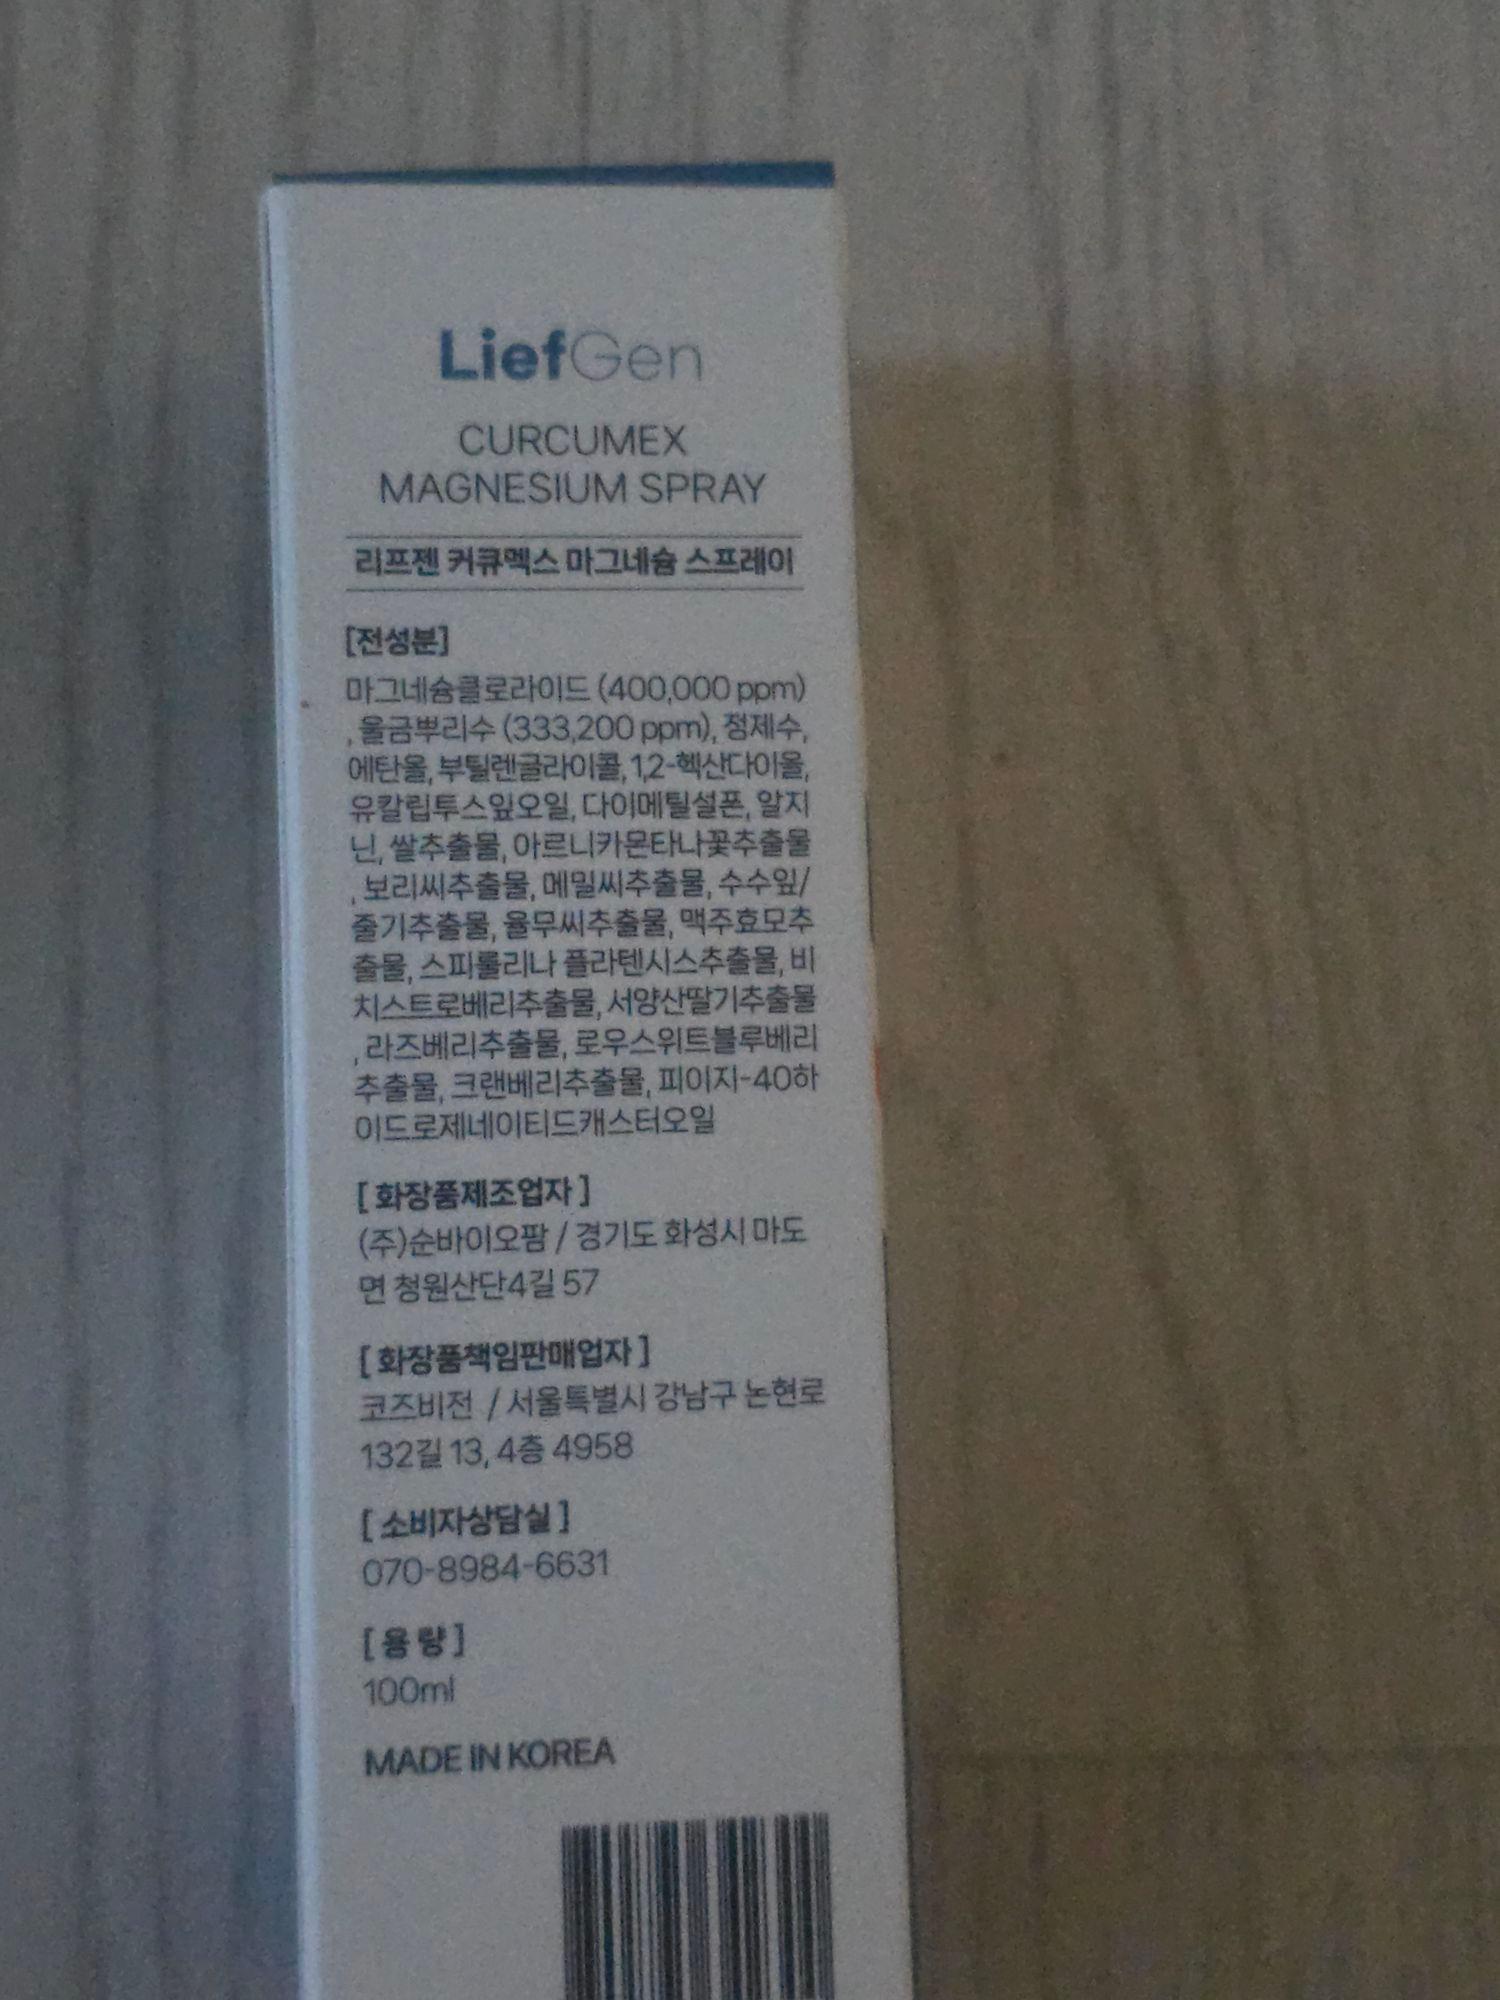 LiefGen
CURCUMEX
MAGNESIUM SPRAY
리프젠 커큐멕스 마그네슘 스프레이
[전성분]
마그네슘클로라이드 (400,000 ppm)
, 울금뿌리수 (333,200 ppm), 정제수,
에탄올, 부틸렌글라이콜, 1,2-헥산다이올,
유칼립투스잎오일, 다이메틸설폰, 알지
닌, 쌀추출물, 아르니카몬타나꽃추출물
, 보리씨추출물, 메밀씨추출물, 수수잎/
줄기추출물, 율무씨추출물, 맥주효모추
출물, 스피룰리나 플라텐시스추출물, 비
치스트로베리추출물, 서양산딸기추출물
, 라즈베리추출물, 로우스위트블루베리
추출물, 크랜베리추출물, 피이지-40하
이드로제네이티드캐스터오일
[ 화장품제조업자 ]
(주)순바이오팜 / 경기도 화성시 마도
면 청원산단4길 57
[ 화장품책임판매업자 ]
코즈비전 / 서울특별시 강남구 논현로
132길 13, 4층 4958
[ 소비자상담실 ]
070-8984-6631
[ 용 량 ]
100ml
MADE IN KOREA